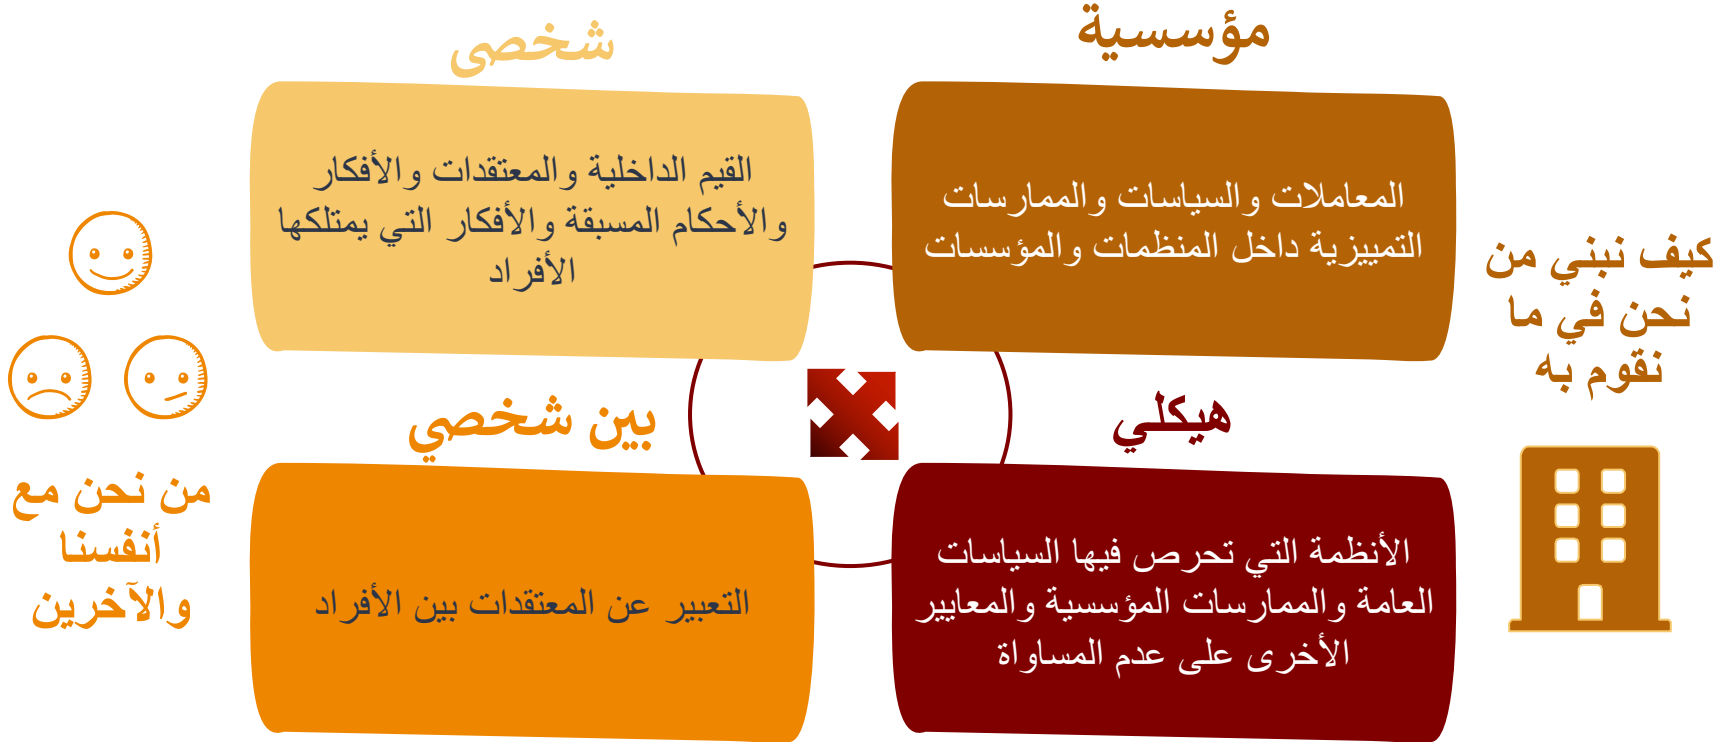 مؤسسية
المعاملات والسياسات والممارسات
التمييزية داخل المنظمات والمؤسسات
شخصي
القيم الداخلية والمعتقدات والأفكار
والأحكام المسبقة والأفكار التي يمتلكها
الأفراد
كيف نبني من
نحن في ما
نقوم به
هيكلي
الأنظمة التي تحرص فيها السياسات
العامة والممارسات المؤسسية والمعايير
الأخرى على عدم المساواة
بين شخصي
التعبير عن المعتقدات بين الأفراد
من نحن مع
أنفسنا
والآخرين